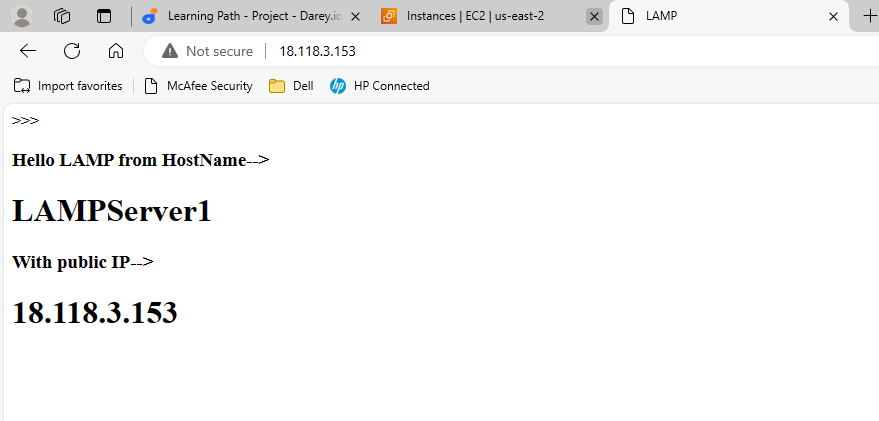 Learning Path - Project - Darey.io
Instances | EC2 | us-east-2
LAMP
Not secure
18.118.3.153
Import favorites
McAfee Security
Dell
HP Connected
>>>
Hello LAMP from HostName-->
LAMPServer1
With public IP-->
18.118.3.153